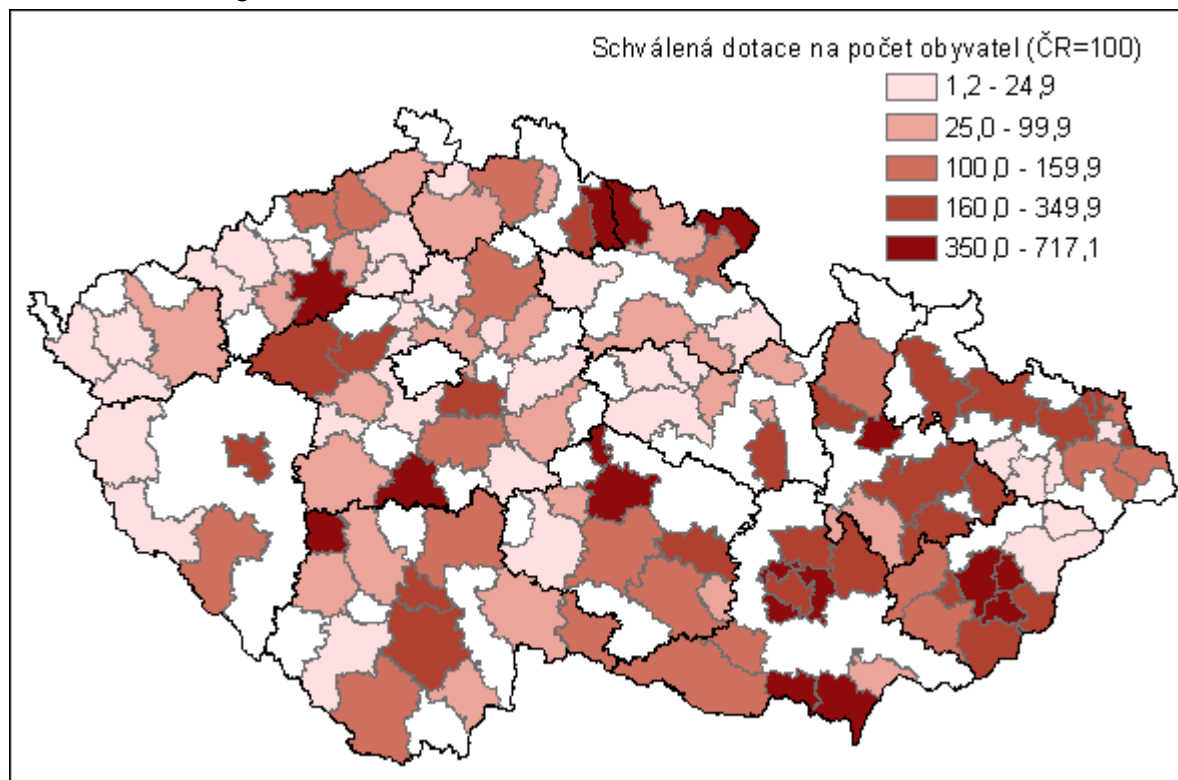 Schválená dotace na počet obyvatel (ČR=100)
1,2 - 24,9
25,0 - 99,9
100,0 - 159,9
160,0 - 349,9
350,0 - 717,1